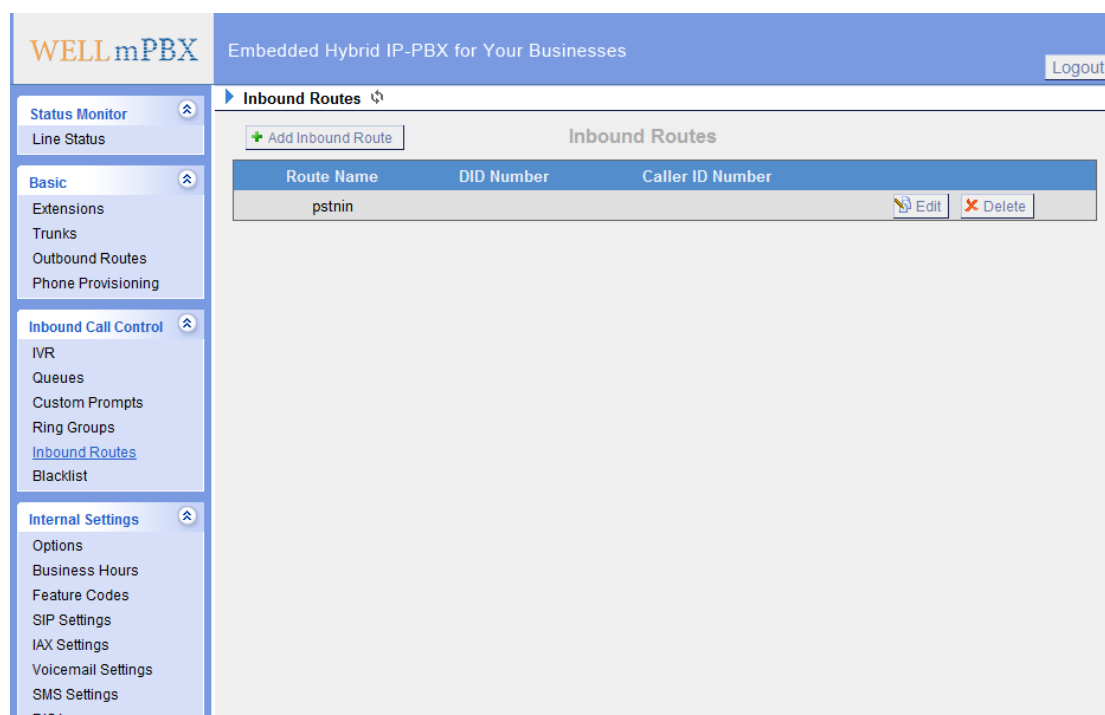 WELL mPBX
Embedded Hybrid IP-PBX for Your Businesses
Logout
Status Monitor
Line Status
Basic
Extensions
Trunks
Outbound Routes
Phone Provisioning
Inbound Call Control
IVR
Queues
Custom Prompts
Ring Groups
Inbound Routes
Blacklist
Internal Settings
Options
Business Hours
Feature Codes
SIP Settings
IAX Settings
Voicemail Settings
SMS Settings
Inbound Routes
Add Inbound Route
Inbound Routes
Route Name DID Number Caller ID Number
pstnin Edit Delete